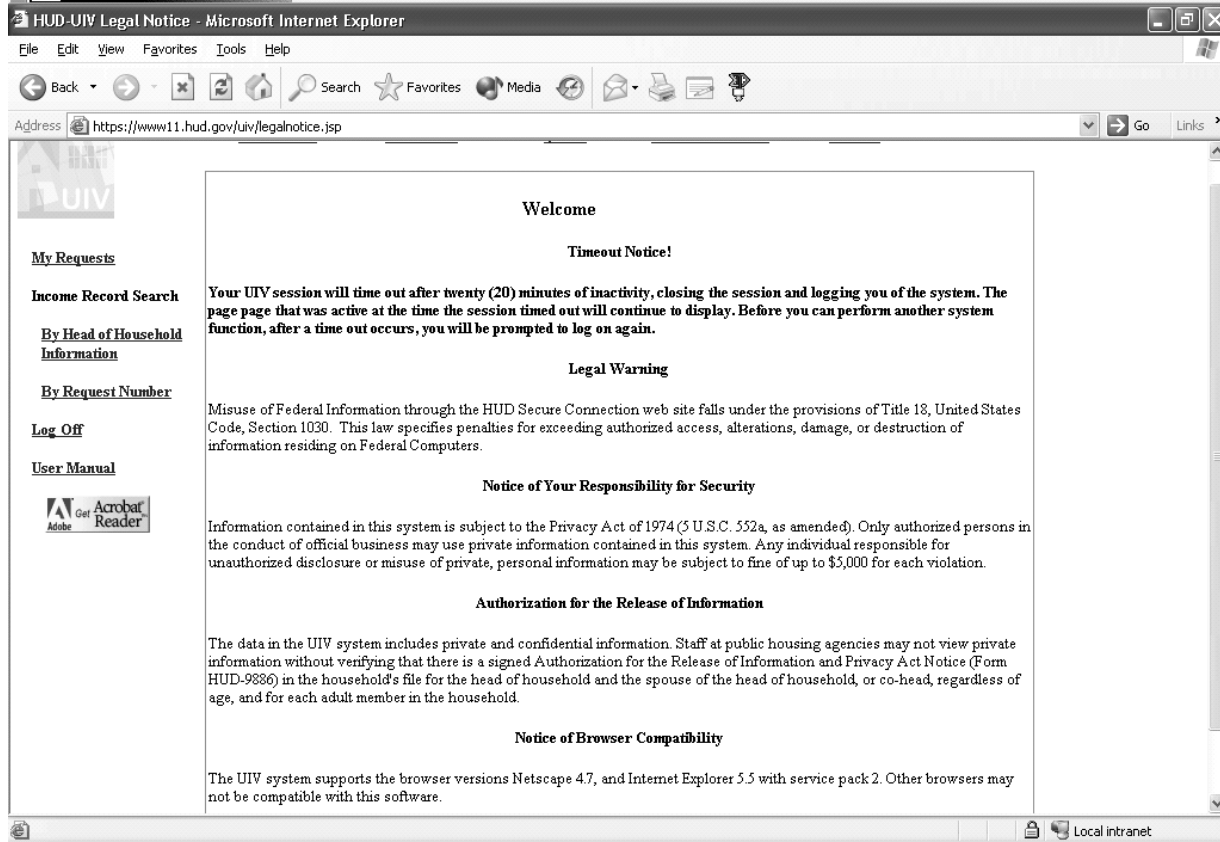 HUD-UIV Legal Notice - Microsoft Internet Explorer
File Edit View Favorites Tools Help
Back Search Favorites Media
Address https://www11.hud.gov/uiv/legalnotice.jsp Go Links
UIV
My Requests
Income Record Search
By Head of Household
Information
By Request Number
Log Off
User Manual
Adobe Get Acrobat
Reader
Welcome
Timeout Notice!
Your UIV session will time out after twenty (20) minutes of inactivity, closing the session and logging you of the system. The
page page that was active at the time the session timed out will continue to display. Before you can perform another system
function, after a time out occurs, you will be prompted to log on again.
Legal Warning
Misuse of Federal Information through the HUD Secure Connection web site falls under the provisions of Title 18, United States
Code, Section 1030. This law specifies penalties for exceeding authorized access, alterations, damage, or destruction of
information residing on Federal Computers.
Notice of Your Responsibility for Security
Information contained in this system is subject to the Privacy Act of 1974 (5 U.S.C. 552a, as amended). Only authorized persons in
the conduct of official business may use private information contained in this system. Any individual responsible for
unauthorized disclosure or misuse of private, personal information may be subject to fine of up to $5,000 for each violation.
Authorization for the Release of Information
The data in the UIV system includes private and confidential information. Staff at public housing agencies may not view private
information without verifying that there is a signed Authorization for the Release of Information and Privacy Act Notice (Form
HUD-9886) in the household's file for the head of household and the spouse of the head of household, or co-head, regardless of
age, and for each adult member in the household.
Notice of Browser Compatibility
The UIV system supports the browser versions Netscape 4.7, and Internet Explorer 5.5 with service pack 2. Other browsers may
not be compatible with this software.
Local intranet